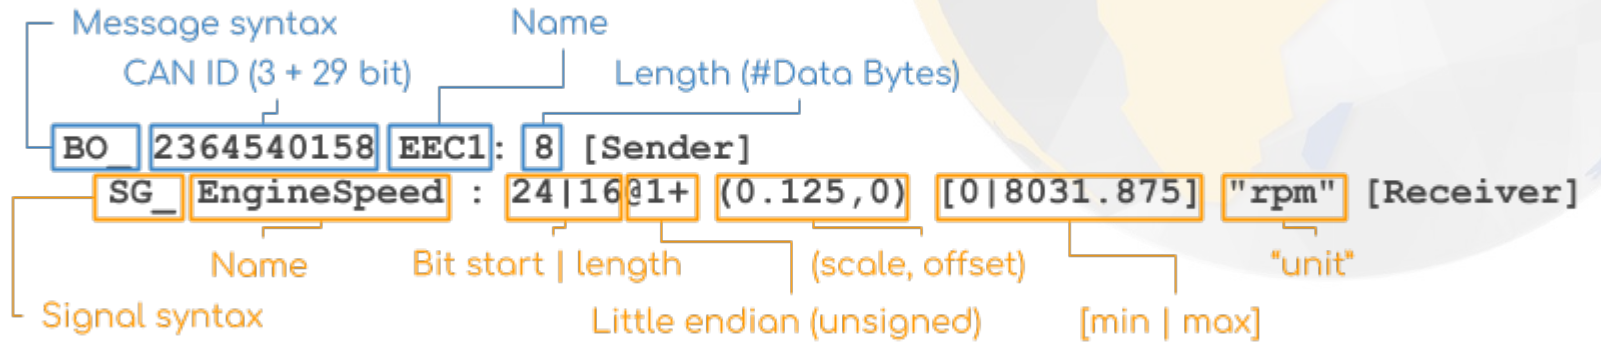 Message syntax
Name
CAN ID (3 + 29 bit)
Length (#Data Bytes)
BO_ 2364540158 EEC1: 8 [Sender]
SG_ EngineSpeed : 24|16@1+ (0.125,0) [0|8031.875] "rpm" [Receiver]
Name
Bit start | length
(scale, offset)
"unit"
Signal syntax
Little endian (unsigned)
[min | max]